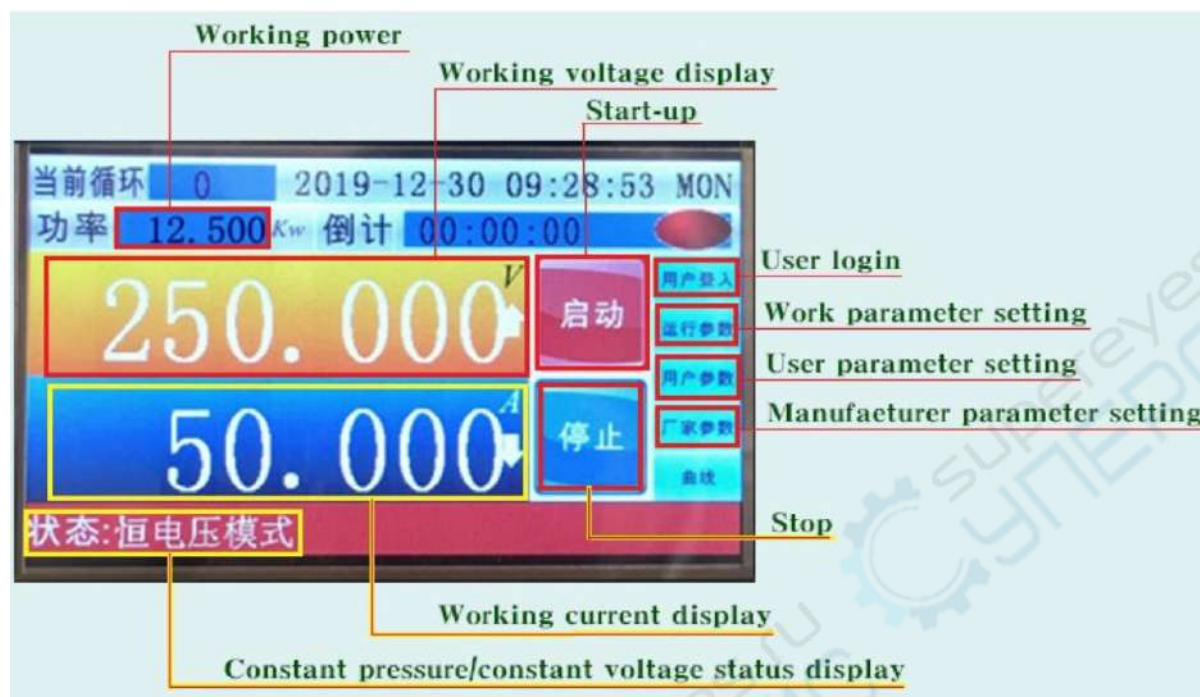 Working power
Working voltage display
Start-up
当前循环 0 2019-12-30 09:28:53 MON
功率 12.500 Kw 倒计 00:00:00
250.000 V
启动
用户登入
运行参数
用户参数
厂家参数
曲线
50.000 A
停止
状态:恒电压模式
User login
Work parameter setting
User parameter setting
Manufaeturer parameter setting
Stop
Working current display
Constant pressure/constant voltage status display
supereyes